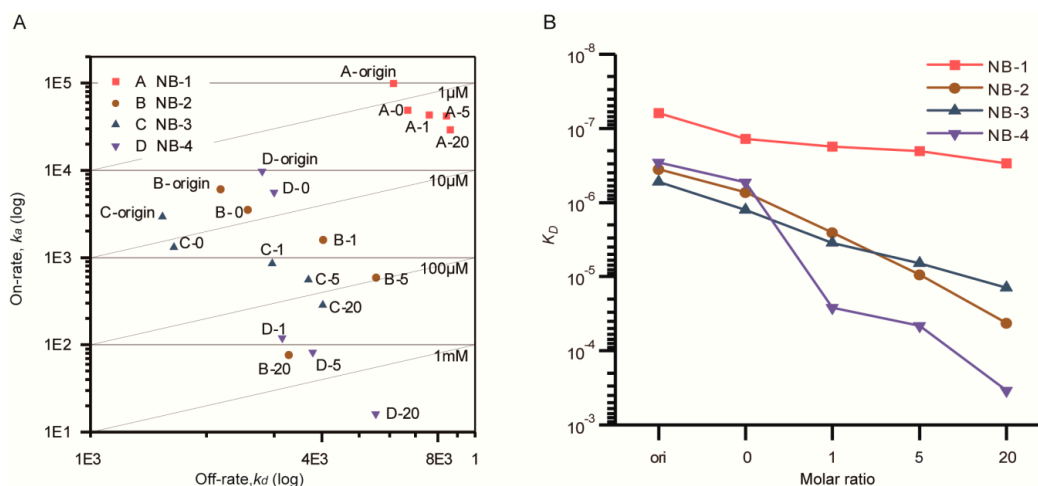 A
B
1E5
1E4
1E3
1E2
1E1
On-rate, ka (log)
A NB-1
B NB-2
C NB-3
D NB-4
A-origin
1μM
A-0
A-5
A-1
A-20
D-origin
B-origin
D-0
10μM
C-origin
B-0
C-0
C-1
B-1
100μM
C-5
B-5
C-20
D-1
1mM
B-20
D-5
D-20
1E3
4E3
8E3
1
Off-rate,kd (log)
10-8
10-7
10-6
10-5
10-4
10-3
KD
NB-1
NB-2
NB-3
NB-4
ori
0
1
5
20
Molar ratio